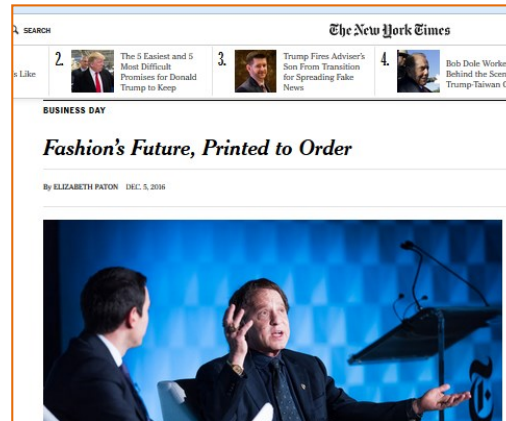 SEARCH
The New York Times
s Like
2.
The 5 Easiest and 5
Most Difficult
Promises for Donald
Trump to Keep
3.
Trump Fires Adviser's
Son From Transition
for Spreading Fake
News
4.
Bob Dole Worke
Behind the Scen
Trump-Taiwan C
BUSINESS DAY
Fashion's Future, Printed to Order
By ELIZABETH PATON DEC. 5, 2016